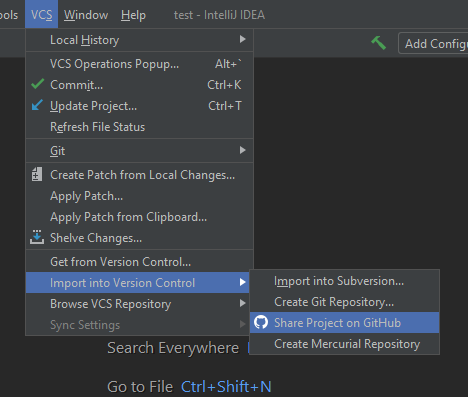 ols VCS Window Help test - IntelliJ IDEA
Local History
Add Config
VCS Operations Popup... Alt+`
Commit... Ctrl+K
Update Project... Ctrl+T
Refresh File Status
Git
Create Patch from Local Changes...
Apply Patch...
Apply Patch from Clipboard...
Shelve Changes...
Get from Version Control...
Import into Version Control
Browse VCS Repository
Sync Settings
Import into Subversion...
Create Git Repository...
Share Project on GitHub
Create Mercurial Repository
Search Everywhere
Go to File Ctrl+Shift+N